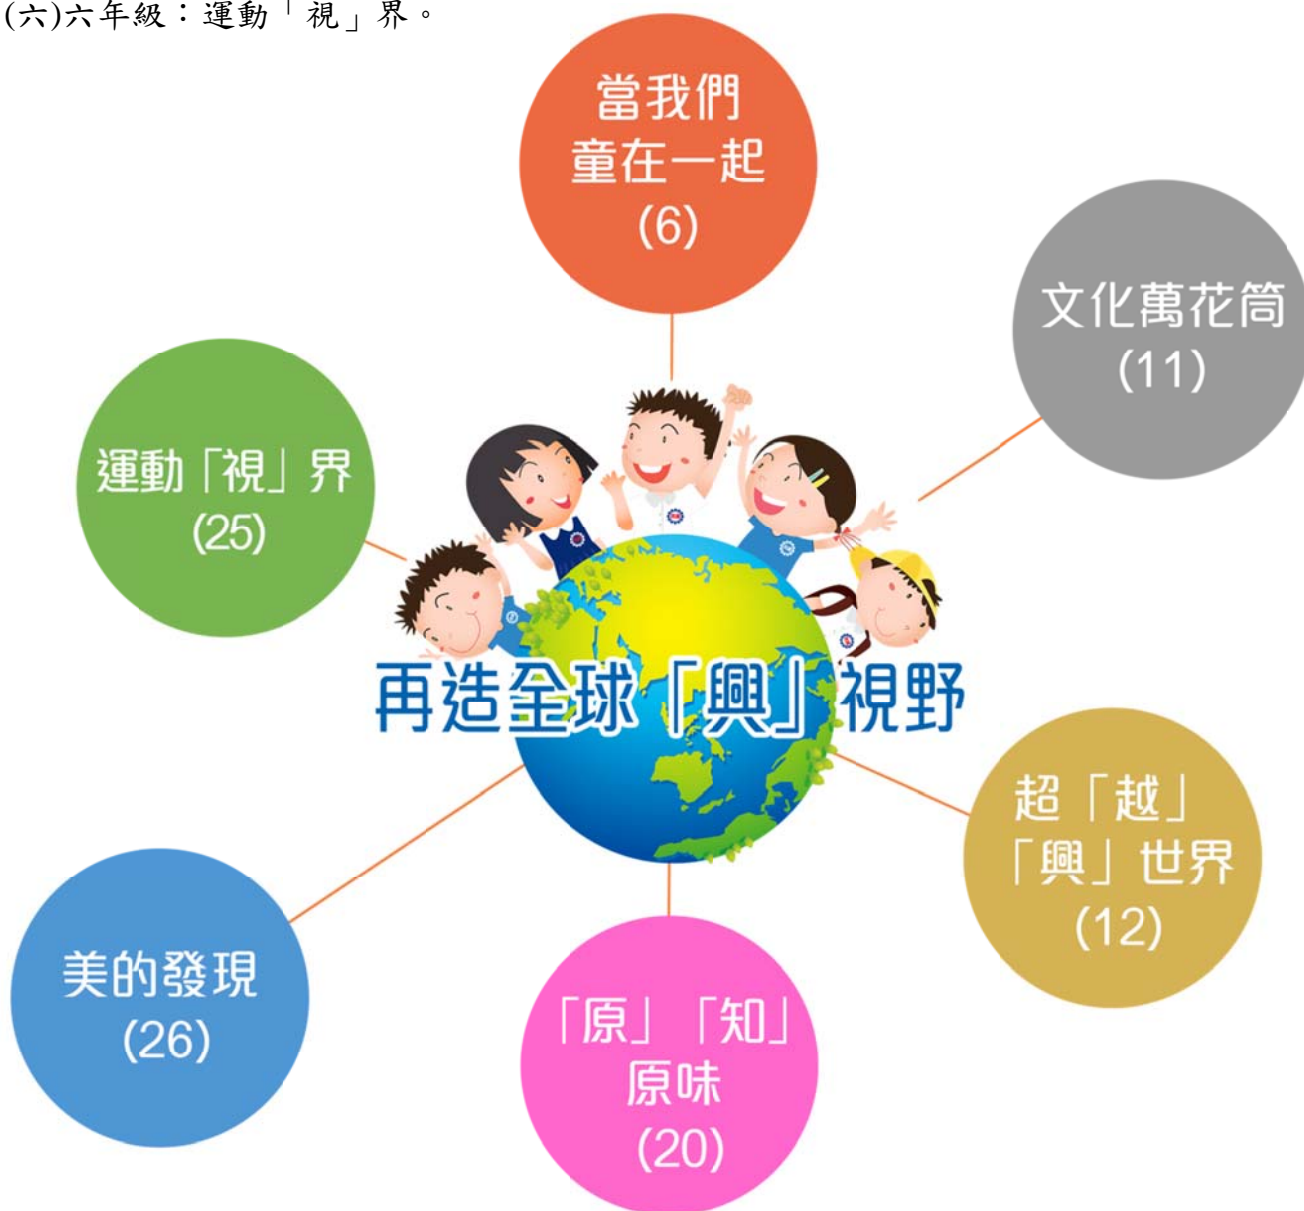 (六)六年級：運動「視」界。
當我們
童在一起
(6)
文化萬花筒
(11)
運動「視」界
(25)
再造全球「興」視野
超「越」
「興」世界
(12)
美的發現
(26)
「原」「知」
原味
(20)